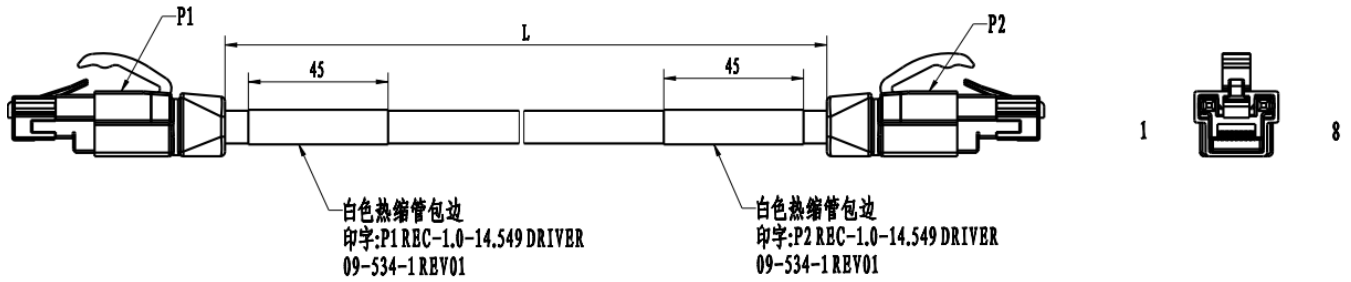 P1
L
P2
45
45
1
8
白色热缩管包边
印字:P1 REC-1.0-14.549 DRIVER
09-534-1 REV01
白色热缩管包边
印字:P2 REC-1.0-14.549 DRIVER
09-534-1 REV01